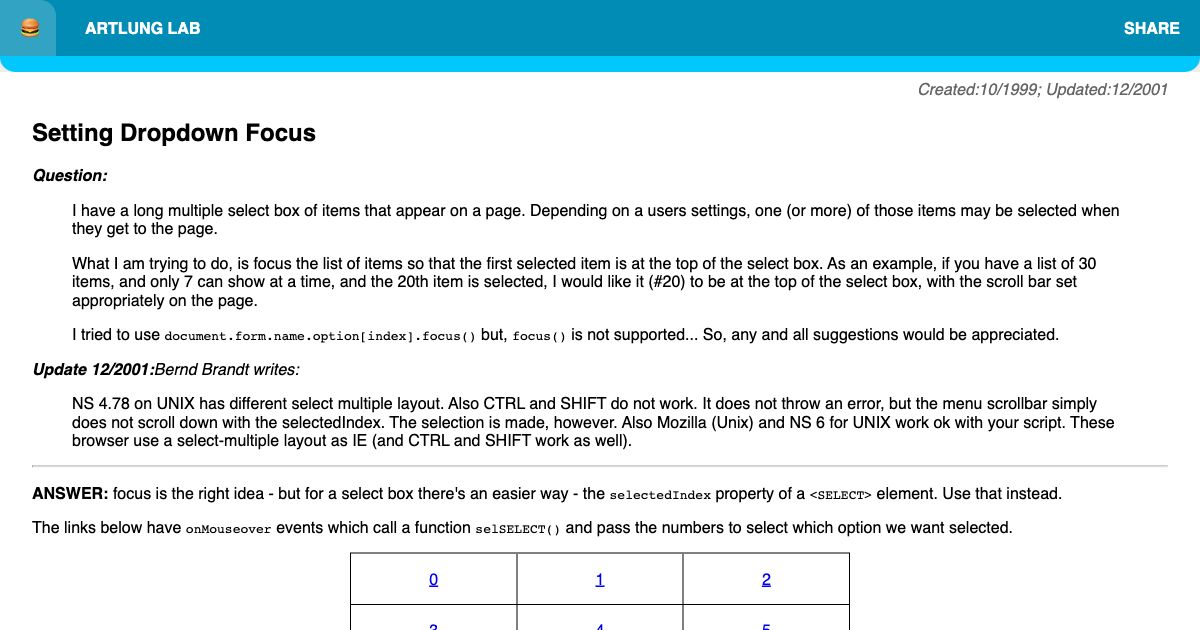 ARTLUNG LAB
SHARE
Created:10/1999; Updated:12/2001
Setting Dropdown Focus
Question:
I have a long multiple select box of items that appear on a page. Depending on a users settings, one (or more) of those items may be selected when
they get to the page.
What I am trying to do, is focus the list of items so that the first selected item is at the top of the select box. As an example, if you have a list of 30
items, and only 7 can show at a time, and the 20th item is selected, I would like it (#20) to be at the top of the select box, with the scroll bar set
appropriately on the page.
I tried to use document.form.name.option[index].focus() but, focus() is not supported... So, any and all suggestions would be appreciated.
Update 12/2001:Bernd Brandt writes:
NS 4.78 on UNIX has different select multiple layout. Also CTRL and SHIFT do not work. It does not throw an error, but the menu scrollbar simply
does not scroll down with the selectedIndex. The selection is made, however. Also Mozilla (Unix) and NS 6 for UNIX work ok with your script. These
browser use a select-multiple layout as IE (and CTRL and SHIFT work as well).
ANSWER: focus is the right idea - but for a select box there's an easier way - the selectedIndex property of a <SELECT> element. Use that instead.
The links below have onMouseover events which call a function selSELECT() and pass the numbers to select which option we want selected.
0 1 2
3 4 5